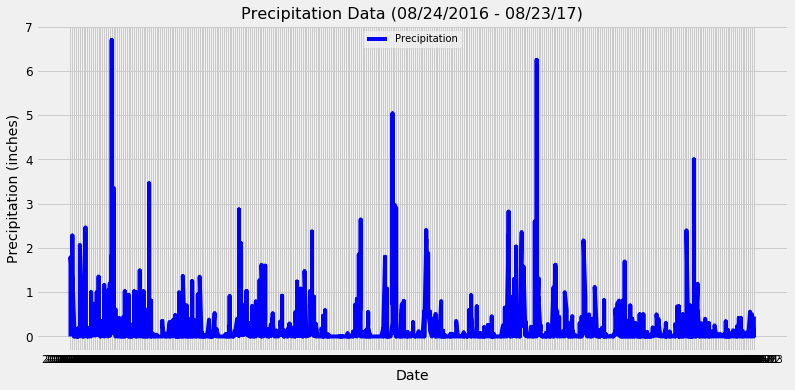 Precipitation Data (08/24/2016 - 08/23/17)
Precipitation
Precipitation (inches)
7
6
5
4
3
2
1
0
Date